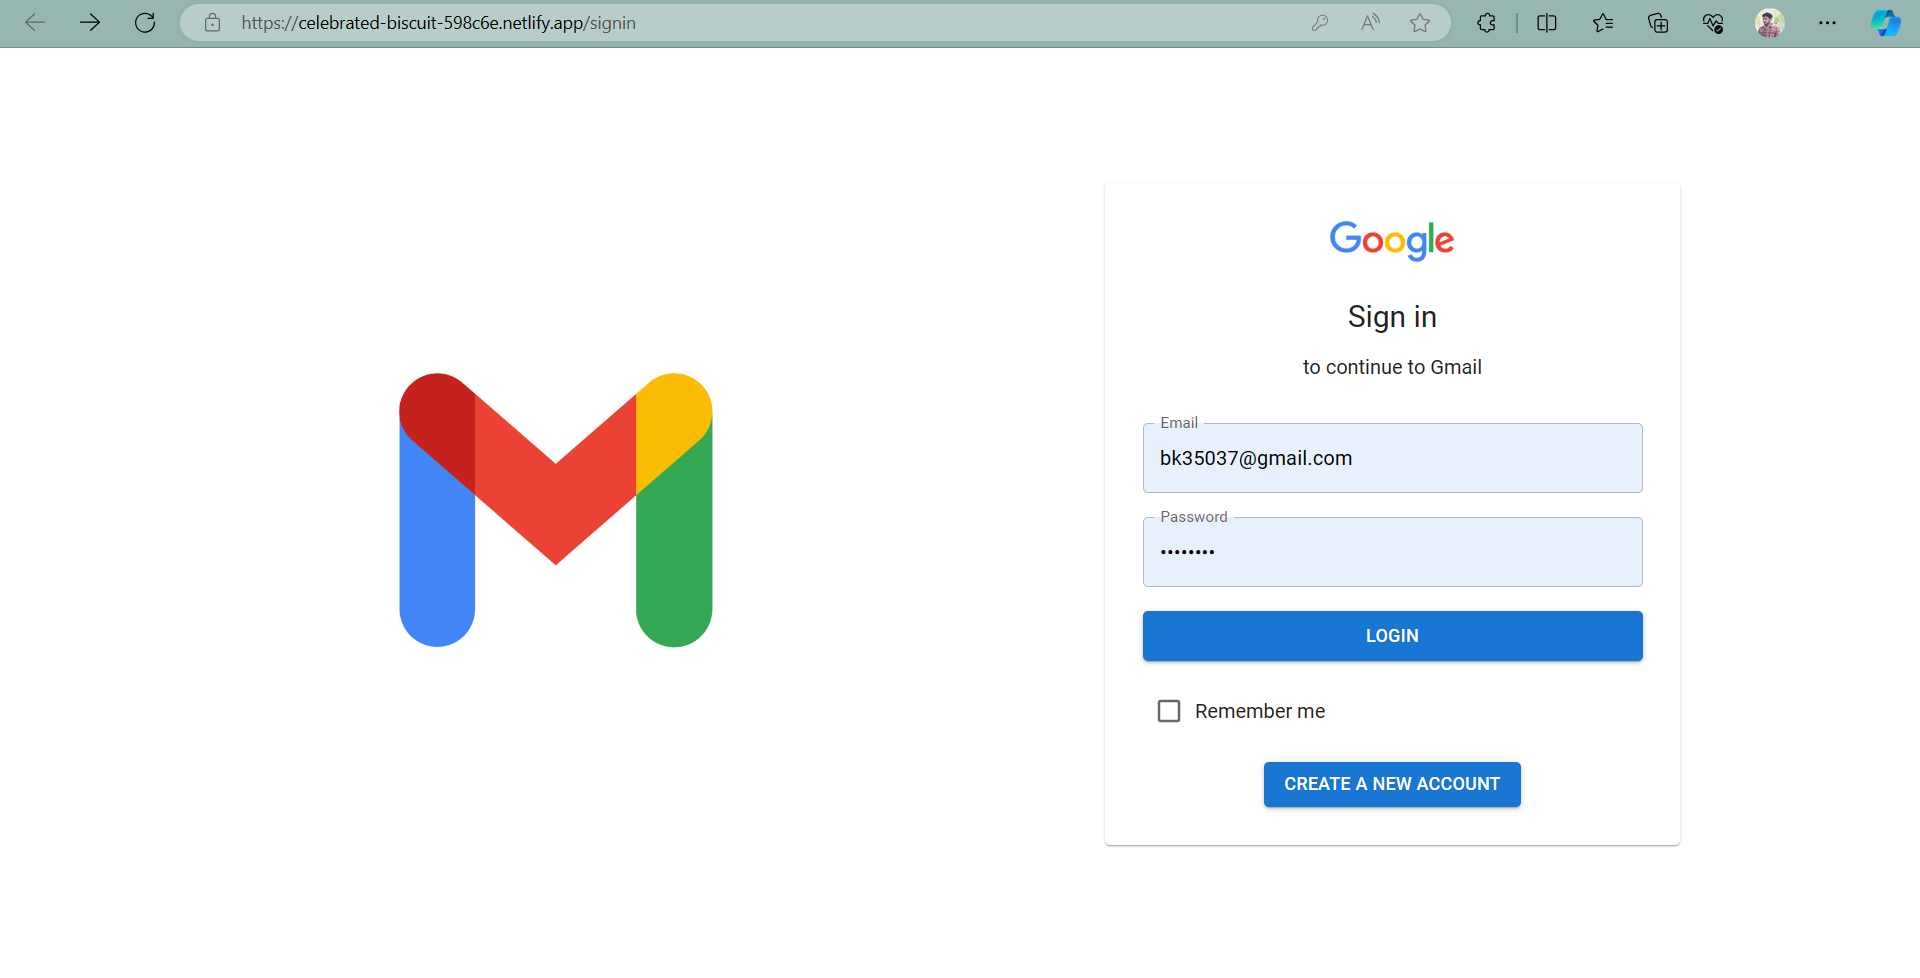 https://celebrated-biscuit-598c6e.netlify.app/signin
Google
Sign in
to continue to Gmail
Email
bk35037@gmail.com
Password
••••••••
LOGIN
Remember me
CREATE A NEW ACCOUNT